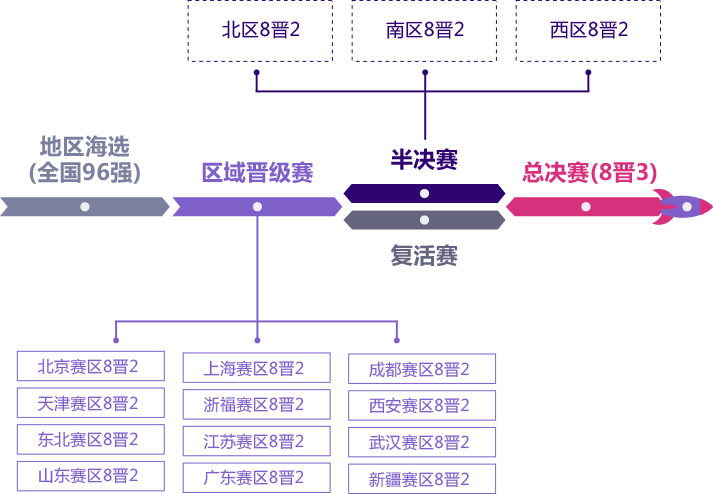 北区8晋2
南区8晋2
西区8晋2
地区海选
(全国96强)
区域晋级赛
半决赛
总决赛(8晋3)
复活赛
北京赛区8晋2
天津赛区8晋2
东北赛区8晋2
山东赛区8晋2
上海赛区8晋2
浙福赛区8晋2
江苏赛区8晋2
广东赛区8晋2
成都赛区8晋2
西安赛区8晋2
武汉赛区8晋2
新疆赛区8晋2